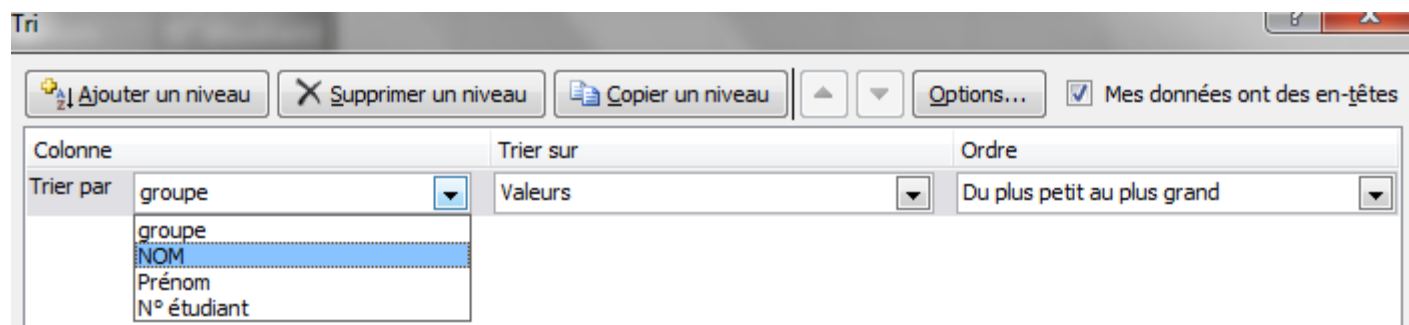 Tri
Ajouter un niveau Supprimer un niveau Copier un niveau Options... Mes données ont des en-têtes
Colonne Trier sur Ordre
Trier par groupe Valeurs Du plus petit au plus grand
groupe
NOM
Prénom
N° étudiant